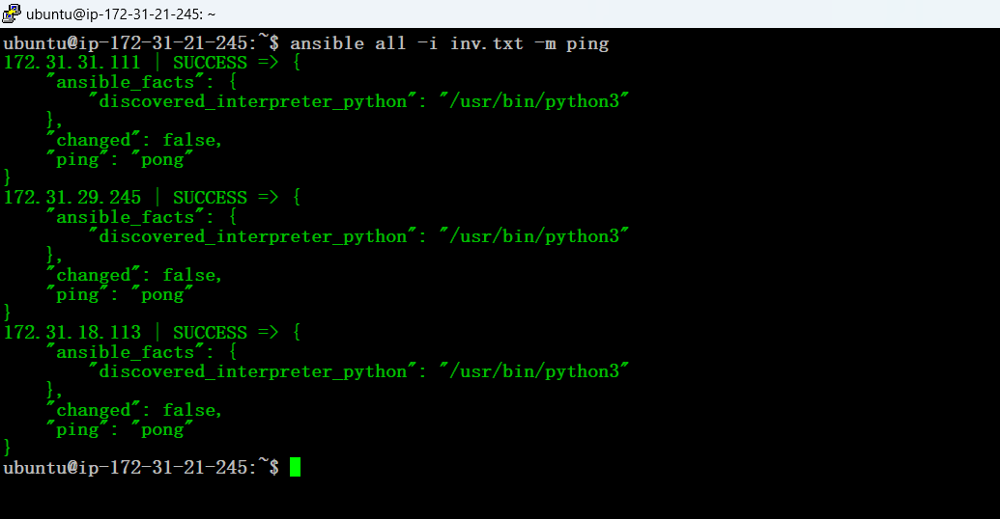 ubuntu@ip-172-31-21-245: ~
ubuntu@ip-172-31-21-245:~$ ansible all -i inv.txt -m ping
172.31.31.111 | SUCCESS => {
    "ansible_facts": {
        "discovered_interpreter_python": "/usr/bin/python3"
    },
    "changed": false,
    "ping": "pong"
}
172.31.29.245 | SUCCESS => {
    "ansible_facts": {
        "discovered_interpreter_python": "/usr/bin/python3"
    },
    "changed": false,
    "ping": "pong"
}
172.31.18.113 | SUCCESS => {
    "ansible_facts": {
        "discovered_interpreter_python": "/usr/bin/python3"
    },
    "changed": false,
    "ping": "pong"
}
ubuntu@ip-172-31-21-245:~$